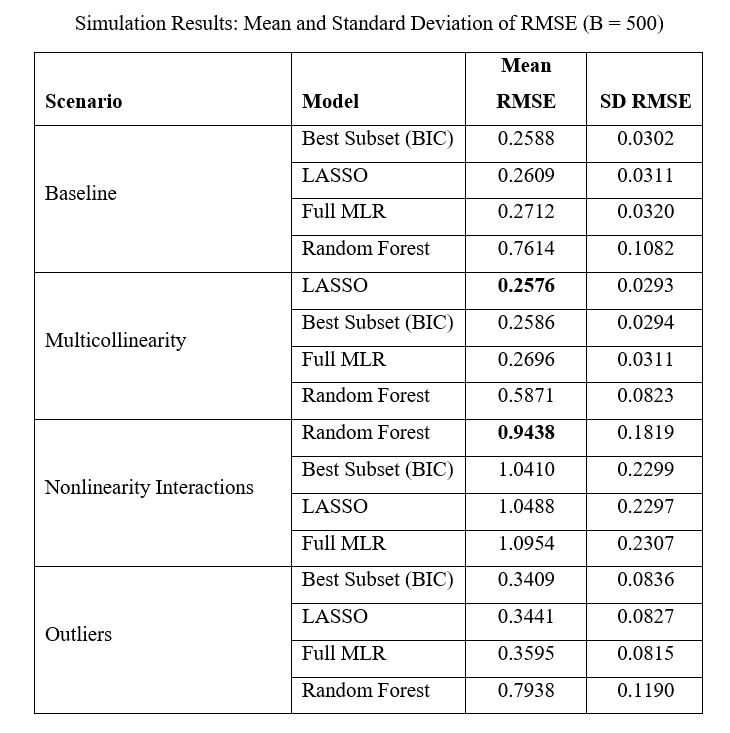 Simulation Results: Mean and Standard Deviation of RMSE (B = 500)
Scenario Model Mean RMSE SD RMSE
Baseline
Best Subset (BIC) 0.2588 0.0302
LASSO 0.2609 0.0311
Full MLR 0.2712 0.0320
Random Forest 0.7614 0.1082
Multicollinearity
LASSO 0.2576 0.0293
Best Subset (BIC) 0.2586 0.0294
Full MLR 0.2696 0.0311
Random Forest 0.5871 0.0823
Nonlinearity Interactions
Random Forest 0.9438 0.1819
Best Subset (BIC) 1.0410 0.2299
LASSO 1.0488 0.2297
Full MLR 1.0954 0.2307
Outliers
Best Subset (BIC) 0.3409 0.0836
LASSO 0.3441 0.0827
Full MLR 0.3595 0.0815
Random Forest 0.7938 0.1190